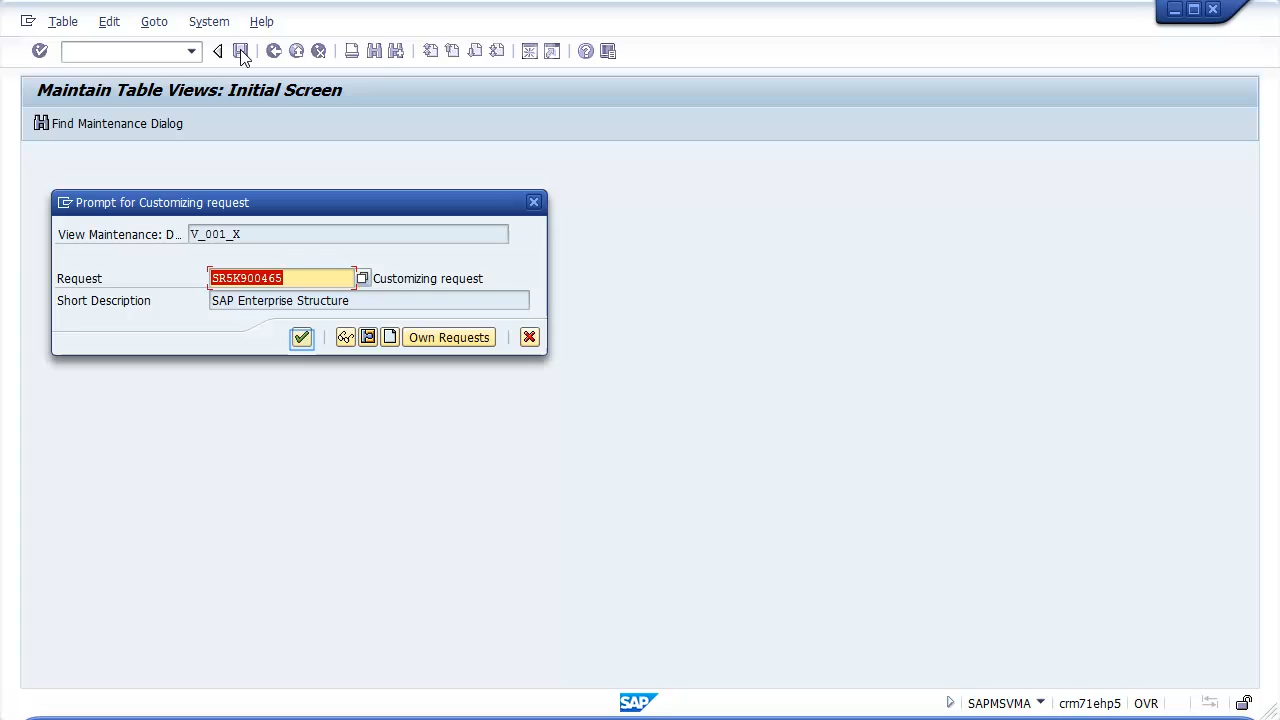 Table Edit Goto System Help
Maintain Table Views: Initial Screen
Find Maintenance Dialog
Prompt for Customizing request
View Maintenance: D... V_001_X
Request SR5K900465 Customizing request
Short Description SAP Enterprise Structure
Own Requests
SAP SAPMSVMA crm71ehp5 OVR